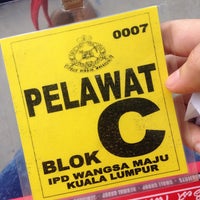 0007
PELAWAT
BLOK C
IPD WANGSA MAJU
KUALA LUMPUR